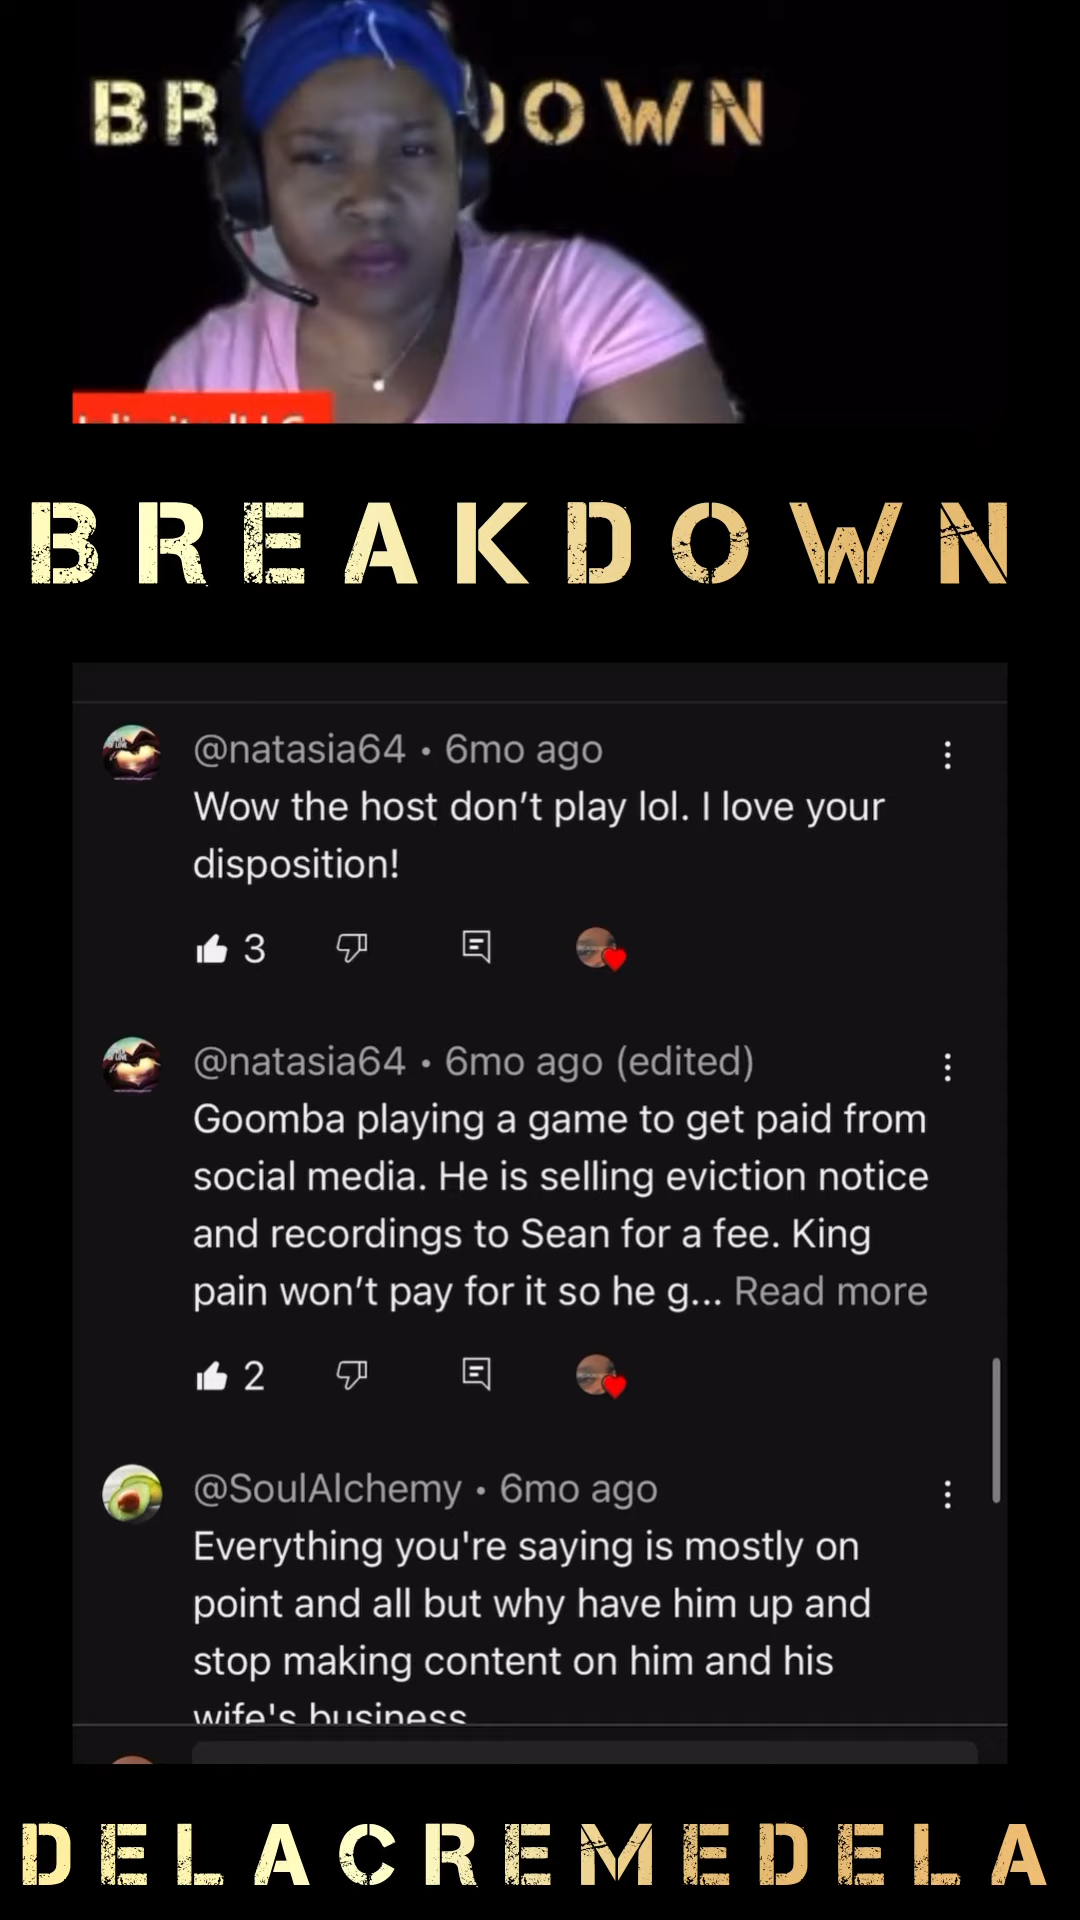 BR DOWN
BREAKDOWN
@natasia64 • 6mo ago
Wow the host don’t play lol. I love your
disposition!
3
@natasia64 • 6mo ago (edited)
Goomba playing a game to get paid from
social media. He is selling eviction notice
and recordings to Sean for a fee. King
pain won’t pay for it so he g... Read more
2
@SoulAlchemy • 6mo ago
Everything you're saying is mostly on
point and all but why have him up and
stop making content on him and his
wife's business
DELACREMEDELA